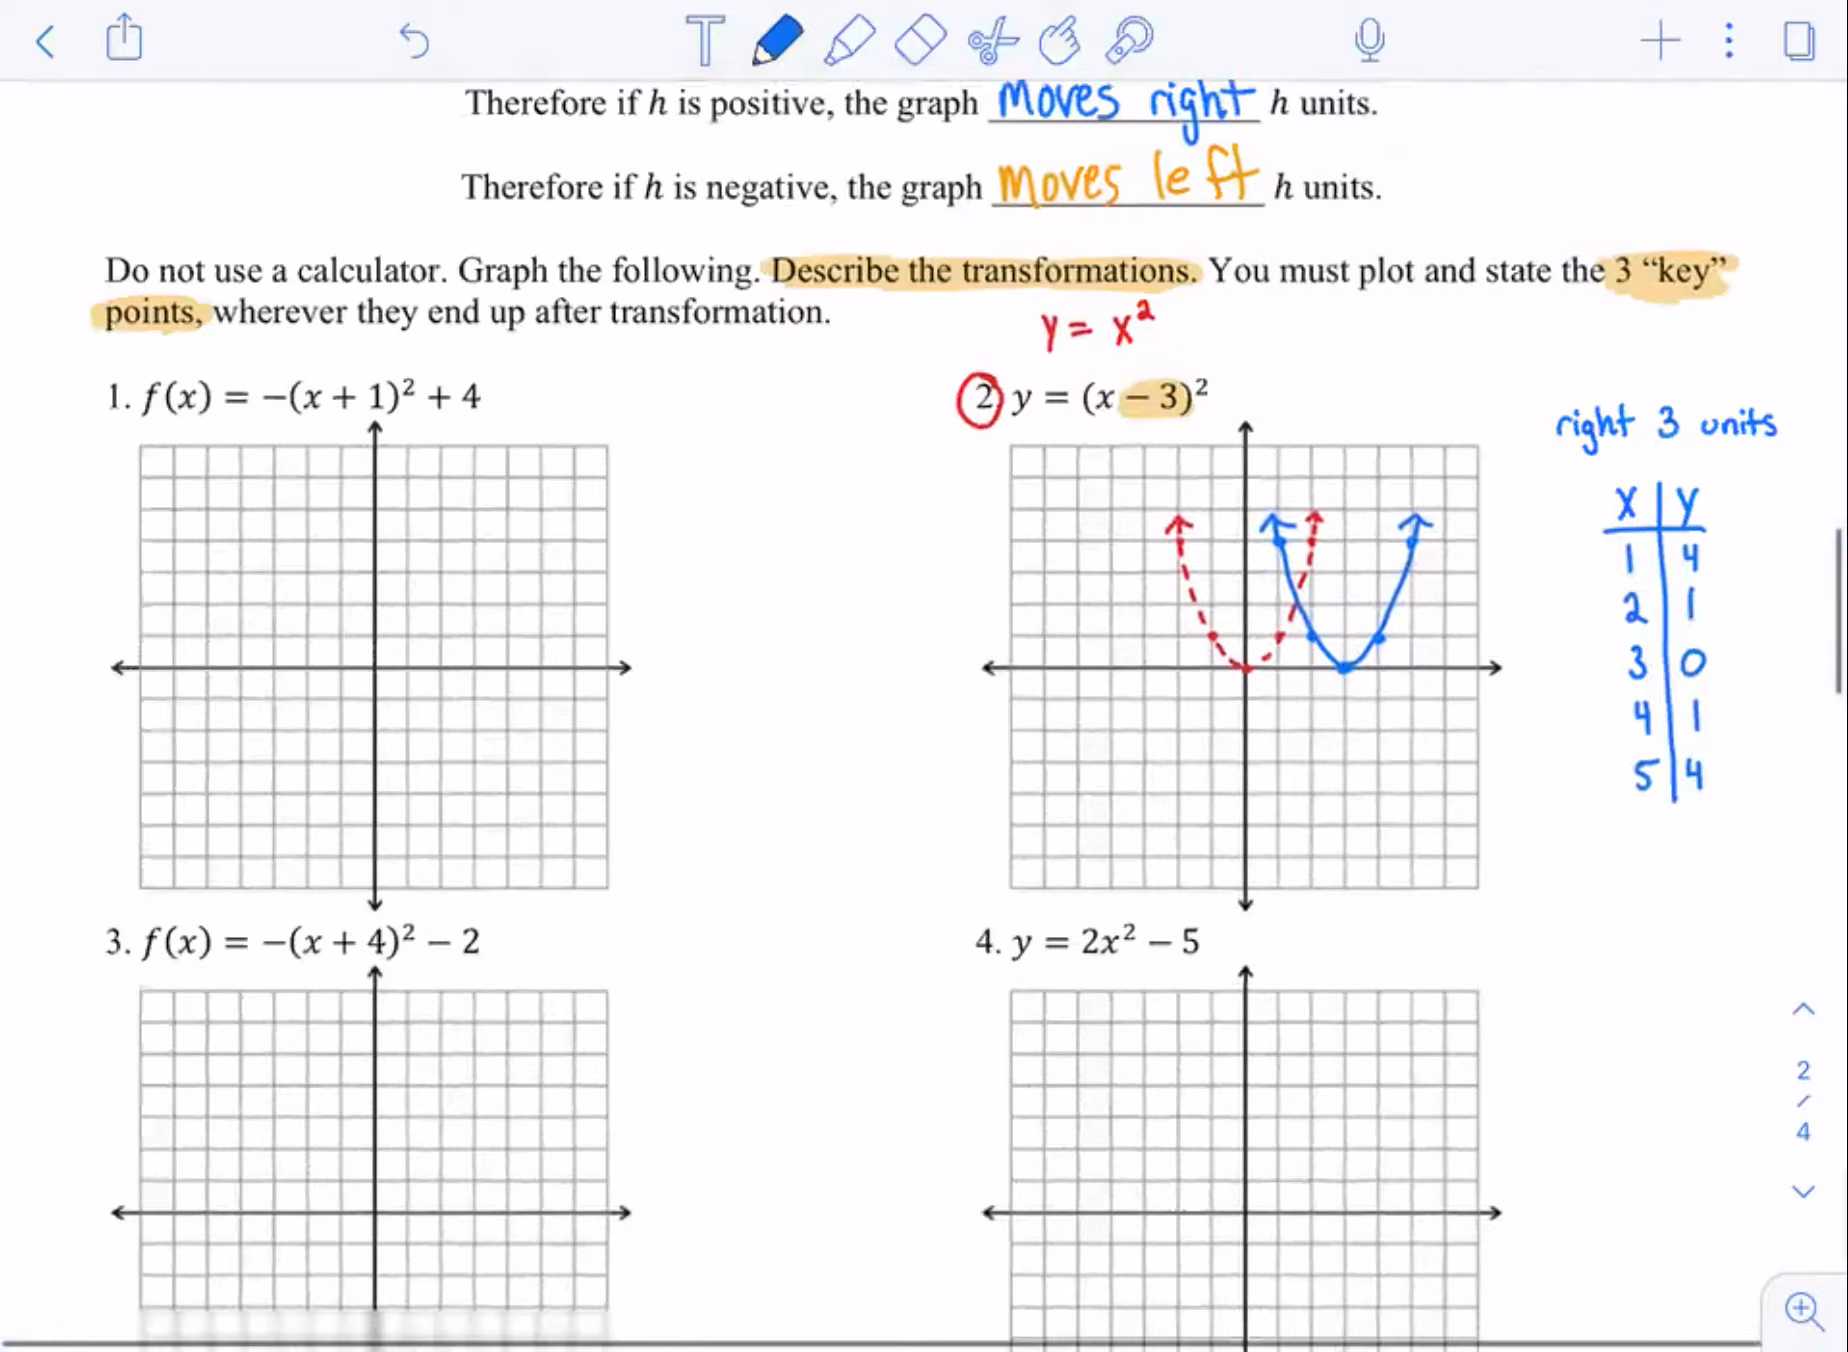 T
Therefore if h is positive, the graph moves right h units.
Therefore if h is negative, the graph moves left h units.
Do not use a calculator. Graph the following. Describe the transformations. You must plot and state the 3 “key”
points, wherever they end up after transformation.
y = x²
1. f(x) = −(x + 1)² + 4
2. y = (x − 3)²
right 3 units
x | y
1 | 4
2 | 1
3 | 0
4 | 1
5 | 4
3. f(x) = −(x + 4)² − 2
4. y = 2x² − 5
2
/
4